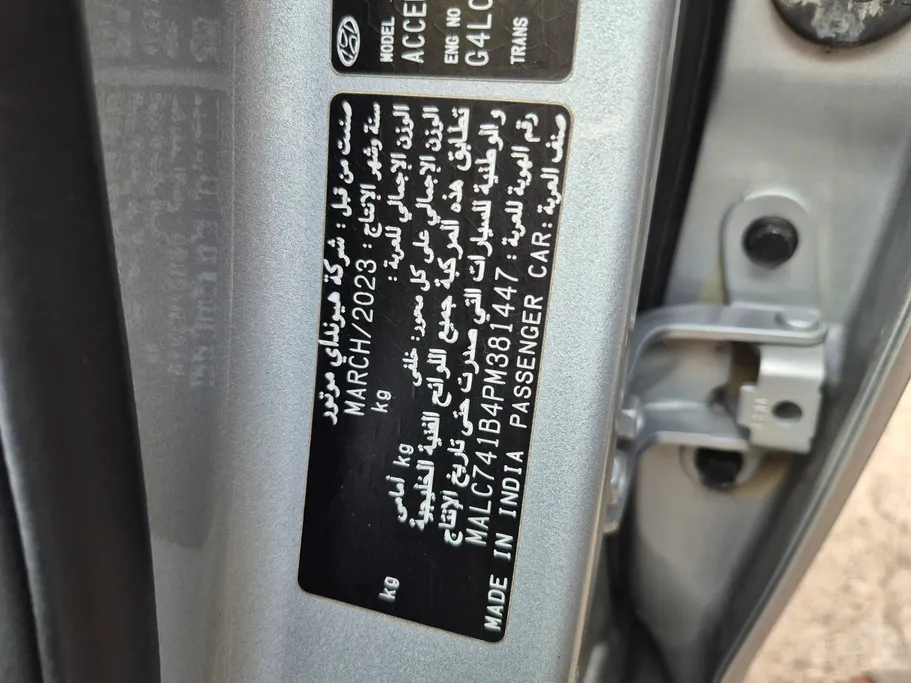 MODEL ACCE
ENG NO G4LC
TRANS
صنعت من قبل : شركة هيونداي موتور
سنة وشهر الإنتاج : MARCH/2023
الوزن الإجمالي للعربة : kg
الوزن الإجمالي على كل محور: خلفي kg أمامي kg
تطابق هذه المركبة جميع اللوائح الفنية الخليجية
والوطنية للسيارات التي صدرت حتى تاريخ الإنتاج
رقم الهوية للعربة : MALC741B4PM381447
صنف العربة : PASSENGER CAR
MADE IN INDIA